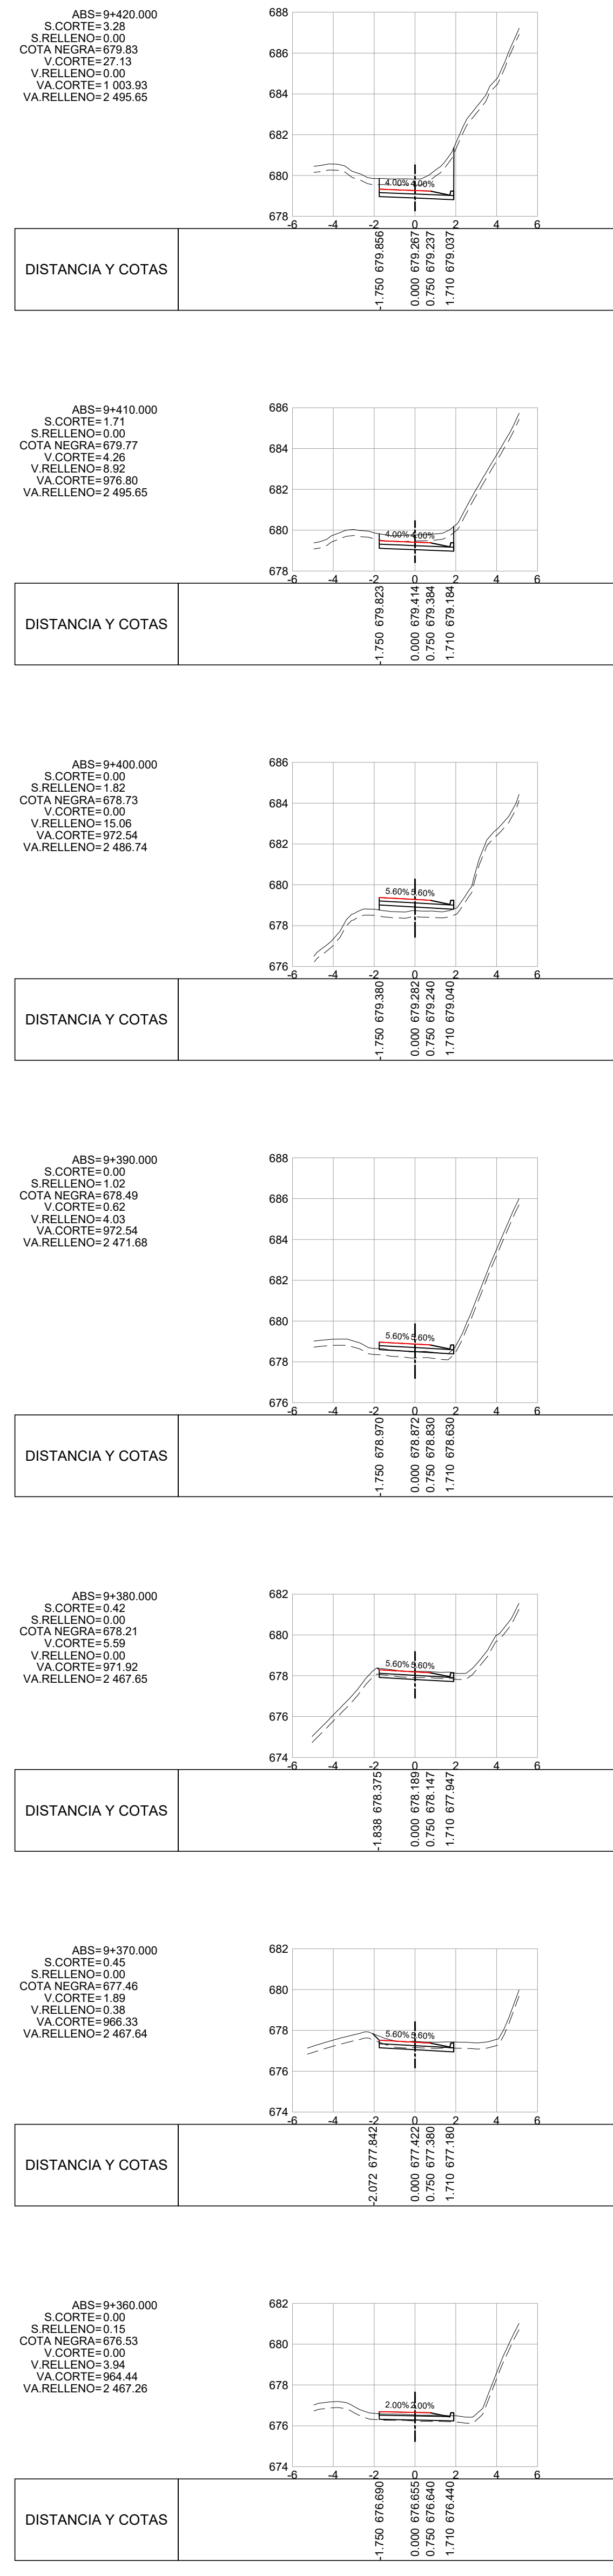 ABS=9+420.000
S.CORTE=3.28
S.RELLENO=0.00
COTA NEGRA=679.83
V.CORTE=27.13
V.RELLENO=0.00
VA.CORTE=1 003.93
VA.RELLENO=2 495.65
688
686
684
682
680
678
4.00% 4.00%
-6 -4 -2 0 2 4 6
DISTANCIA Y COTAS
-1.750 679.856
0.000 679.267
0.750 679.237
1.710 679.037
ABS=9+410.000
S.CORTE=1.71
S.RELLENO=0.00
COTA NEGRA=679.77
V.CORTE=4.26
V.RELLENO=8.92
VA.CORTE=976.80
VA.RELLENO=2 495.65
686
684
682
680
678
4.00% 4.00%
-6 -4 -2 0 2 4 6
DISTANCIA Y COTAS
-1.750 679.823
0.000 679.414
0.750 679.384
1.710 679.184
ABS=9+400.000
S.CORTE=0.00
S.RELLENO=1.82
COTA NEGRA=678.73
V.CORTE=0.00
V.RELLENO=15.06
VA.CORTE=972.54
VA.RELLENO=2 486.74
686
684
682
680
678
676
5.60% 5.60%
-6 -4 -2 0 2 4 6
DISTANCIA Y COTAS
-1.750 679.380
0.000 679.282
0.750 679.240
1.710 679.040
ABS=9+390.000
S.CORTE=0.00
S.RELLENO=1.02
COTA NEGRA=678.49
V.CORTE=0.62
V.RELLENO=4.03
VA.CORTE=972.54
VA.RELLENO=2 471.68
688
686
684
682
680
678
676
5.60% 5.60%
-6 -4 -2 0 2 4 6
DISTANCIA Y COTAS
-1.750 678.970
0.000 678.872
0.750 678.830
1.710 678.630
ABS=9+380.000
S.CORTE=0.42
S.RELLENO=0.00
COTA NEGRA=678.21
V.CORTE=5.59
V.RELLENO=0.00
VA.CORTE=971.92
VA.RELLENO=2 467.65
682
680
678
676
674
5.60% 5.60%
-6 -4 -2 0 2 4 6
DISTANCIA Y COTAS
-1.838 678.375
0.000 678.189
0.750 678.147
1.710 677.947
ABS=9+370.000
S.CORTE=0.45
S.RELLENO=0.00
COTA NEGRA=677.46
V.CORTE=1.89
V.RELLENO=0.38
VA.CORTE=966.33
VA.RELLENO=2 467.64
682
680
678
676
674
5.60% 5.60%
-6 -4 -2 0 2 4 6
DISTANCIA Y COTAS
-2.072 677.842
0.000 677.422
0.750 677.380
1.710 677.180
ABS=9+360.000
S.CORTE=0.00
S.RELLENO=0.15
COTA NEGRA=676.53
V.CORTE=0.00
V.RELLENO=3.94
VA.CORTE=964.44
VA.RELLENO=2 467.26
682
680
678
676
674
2.00% 2.00%
-6 -4 -2 0 2 4 6
DISTANCIA Y COTAS
-1.750 676.690
0.000 676.655
0.750 676.640
1.710 676.440